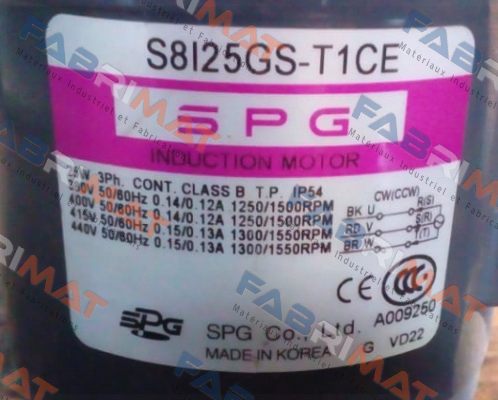 S8I25GS-T1CE
SPG
INDUCTION MOTOR
25W 3Ph. CONT. CLASS B T.P. IP54
380V 50/60Hz 0.14/0.12A 1250/1500RPM
400V 50/60Hz 0.14/0.12A 1250/1500RPM
415V 50/60Hz 0.15/0.13A 1300/1550RPM
440V 50/60Hz 0.15/0.13A 1300/1550RPM
CW(CCW)
BK U R(S)
RD V S(R)
BR W T(T)
CE CCC
A009250
SPG SPG Co., Ltd.
MADE IN KOREA G VD22
FABRIMAT
Matériaux Industriel et Fabrication